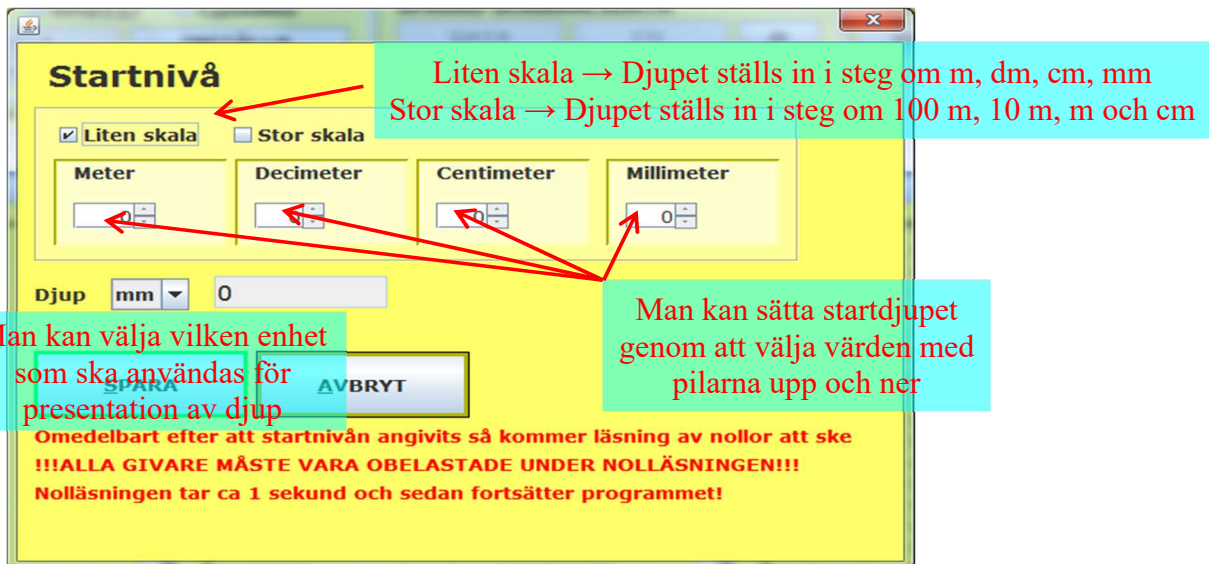 Startnivå
Liten skala → Djupet ställs in i steg om m, dm, cm, mm
Stor skala → Djupet ställs in i steg om 100 m, 10 m, m och cm
Liten skala Stor skala
Meter Decimeter Centimeter Millimeter
0 0 0 0
Djup mm 0
Man kan sätta startdjupet
genom att välja värden med
pilarna upp och ner
kan välja vilken enhet
som ska användas för
presentation av djup
SPARA AVBRYT
Omedelbart efter att startnivån angivits så kommer läsning av nollor att ske
!!!ALLA GIVARE MÅSTE VARA OBELASTADE UNDER NOLLÄSNINGEN!!!
Nolläsningen tar ca 1 sekund och sedan fortsätter programmet!